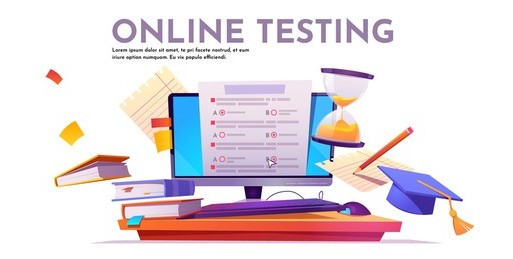 ONLINE TESTING
Lorem ipsum dolor sit amet, te pri facete nostrud, et eum
iriure option numquam. Eu vix populo efficiendi.
A
B
A
B
A
B